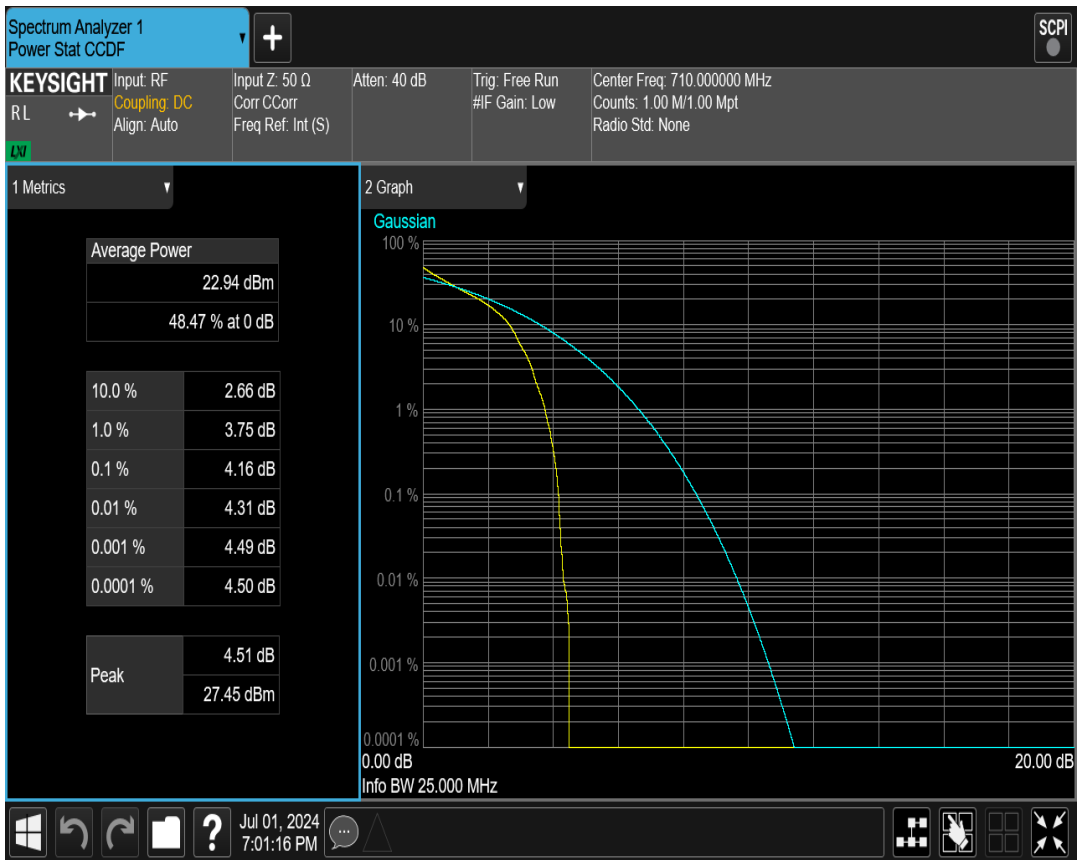 Spectrum Analyzer 1
Power Stat CCDF
SCPI
KEYSIGHT
RL
LXI
Input: RF
Coupling: DC
Align: Auto
Input Z: 50 Ω
Corr CCorr
Freq Ref: Int (S)
Atten: 40 dB
Trig: Free Run
#IF Gain: Low
Center Freq: 710.000000 MHz
Counts: 1.00 M/1.00 Mpt
Radio Std: None
1 Metrics
Average Power
22.94 dBm
48.47 % at 0 dB
10.0 % 2.66 dB
1.0 % 3.75 dB
0.1 % 4.16 dB
0.01 % 4.31 dB
0.001 % 4.49 dB
0.0001 % 4.50 dB
Peak
4.51 dB
27.45 dBm
2 Graph
Gaussian
100 %
10 %
1 %
0.1 %
0.01 %
0.001 %
0.0001 %
0.00 dB 20.00 dB
Info BW 25.000 MHz
Jul 01, 2024
7:01:16 PM